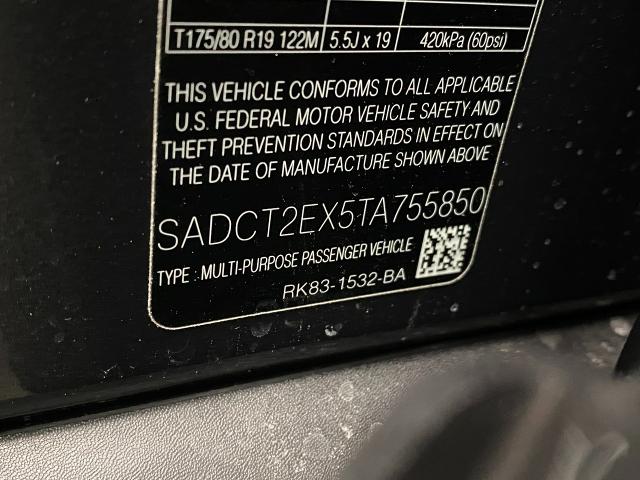 T175/80 R19 122M 5.5J x 19 420kPa (60psi)
THIS VEHICLE CONFORMS TO ALL APPLICABLE
U.S. FEDERAL MOTOR VEHICLE SAFETY AND
THEFT PREVENTION STANDARDS IN EFFECT ON
THE DATE OF MANUFACTURE SHOWN ABOVE
SADCT2EX5TA755850
TYPE : MULTI-PURPOSE PASSENGER VEHICLE
RK83-1532-BA